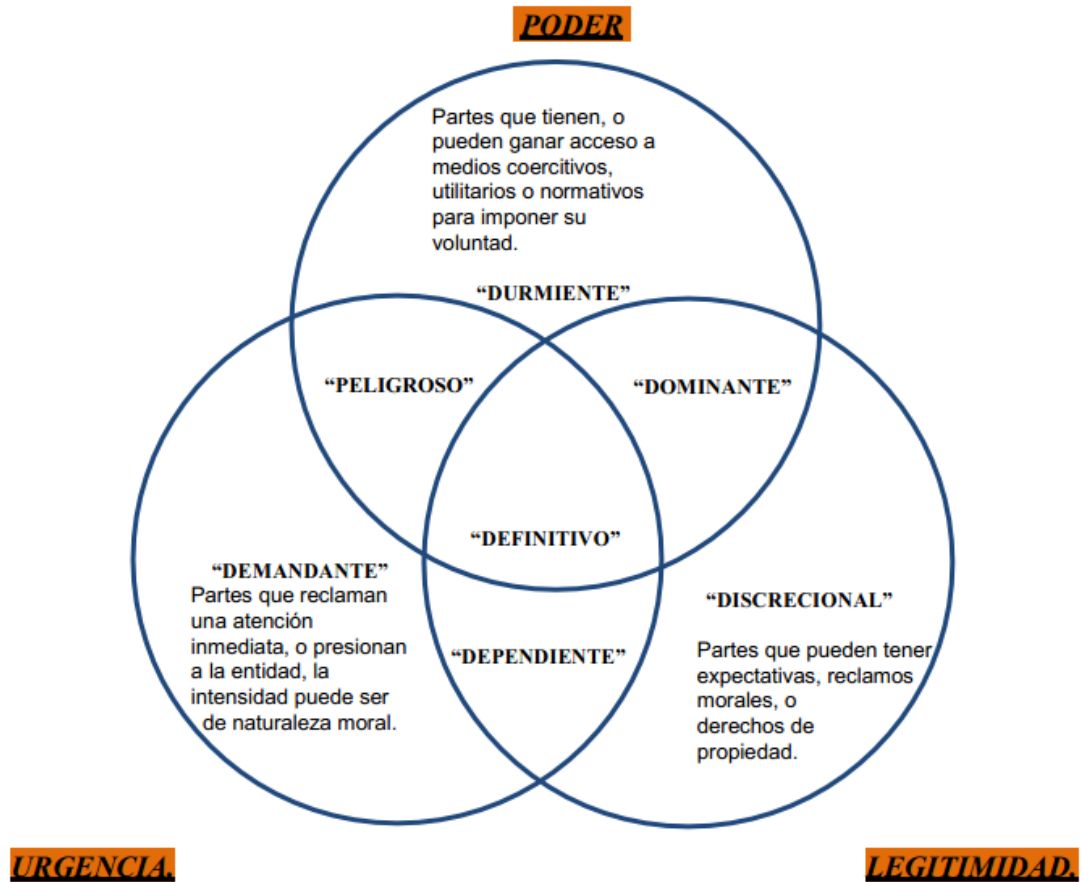 PODER
Partes que tienen, o
pueden ganar acceso a
medios coercitivos,
utilitarios o normativos
para imponer su
voluntad.
“DURMIENTE”
“PELIGROSO”
“DOMINANTE”
“DEFINITIVO”
“DEMANDANTE”
Partes que reclaman
una atención
inmediata, o presionan
a la entidad, la
intensidad puede ser
de naturaleza moral.
“DISCRECIONAL”
Partes que pueden tener
expectativas, reclamos
morales, o
derechos de
propiedad.
“DEPENDIENTE”
URGENCIA.
LEGITIMIDAD.